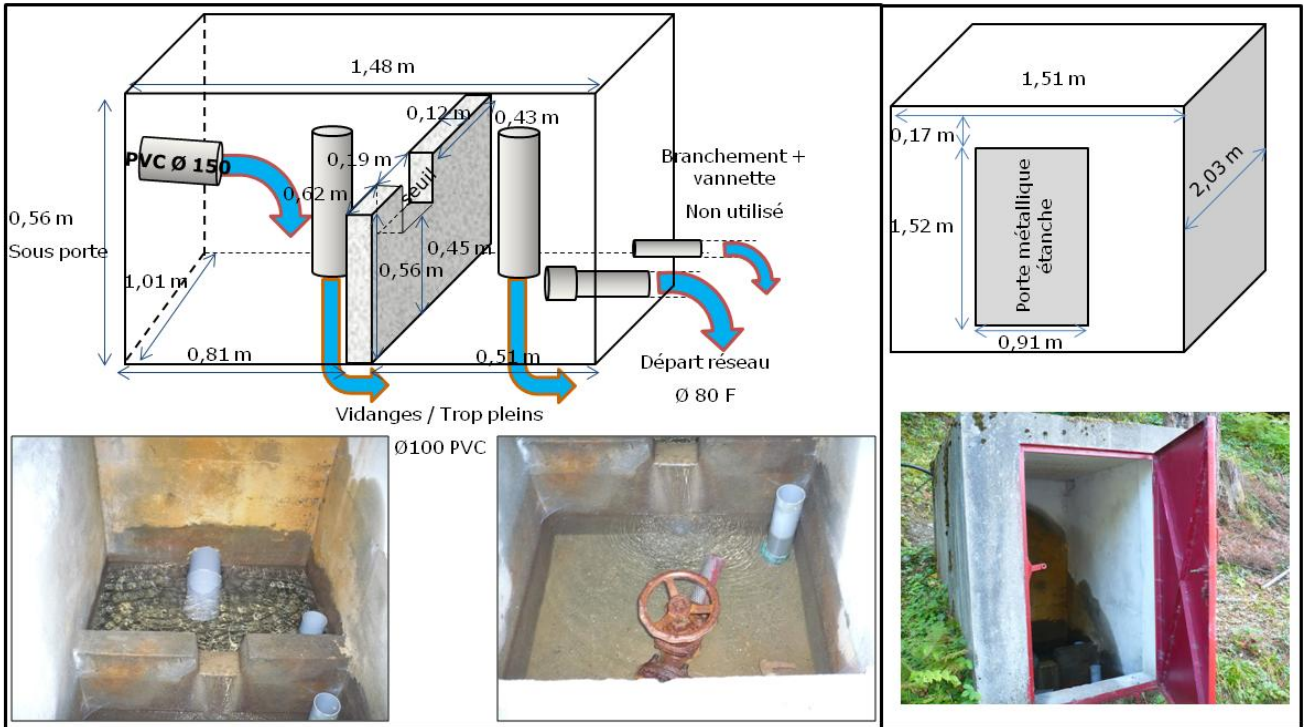 1,48 m
0,12 m
0,43 m
PVC Ø 150
0,19 m
0,62 m
seuil
Branchement +
vannette
Non utilisé
0,56 m
Sous porte
0,45 m
0,56 m
1,01 m
0,81 m
0,51 m
Départ réseau
Ø 80 F
Vidanges / Trop pleins
Ø100 PVC
1,51 m
0,17 m
2,03 m
1,52 m
Porte métallique
étanche
0,91 m